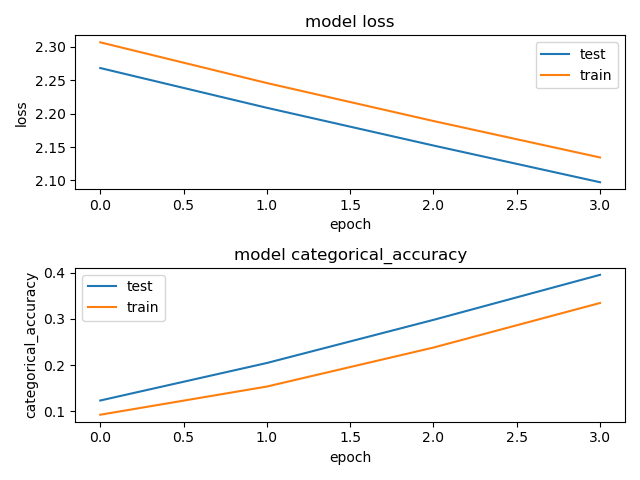 model loss
2.30
2.25
2.20
2.15
2.10
loss
test
train
0.0 0.5 1.0 1.5 2.0 2.5 3.0
epoch
model categorical_accuracy
0.4
0.3
0.2
0.1
categorical_accuracy
test
train
0.0 0.5 1.0 1.5 2.0 2.5 3.0
epoch